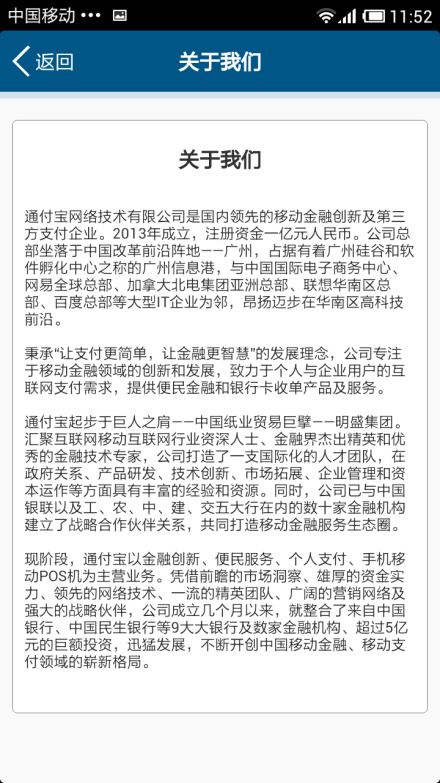 中国移动 ••• 11:52
返回 关于我们
关于我们
通付宝网络技术有限公司是国内领先的移动金融创新及第三
方支付企业。2013年成立，注册资金一亿元人民币。公司总
部坐落于中国改革前沿阵地——广州，占据有着广州硅谷和软
件孵化中心之称的广州信息港，与中国国际电子商务中心、
网易全球总部、加拿大北电集团亚洲总部、联想华南区总
部、百度总部等大型IT企业为邻，昂扬迈步在华南区高科技
前沿。
秉承“让支付更简单，让金融更智慧”的发展理念，公司专注
于移动金融领域的创新和发展，致力于个人与企业用户的互
联网支付需求，提供便民金融和银行卡收单产品及服务。
通付宝起步于巨人之肩——中国纸业贸易巨擘——明盛集团。
汇聚互联网移动互联网行业资深人士、金融界杰出精英和优
秀的金融技术专家，公司打造了一支国际化的人才团队，在
政府关系、产品研发、技术创新、市场拓展、企业管理和资
本运作等方面具有丰富的经验和资源。同时，公司已与中国
银联以及工、农、中、建、交五大行在内的数十家金融机构
建立了战略合作伙伴关系，共同打造移动金融服务生态圈。
现阶段，通付宝以金融创新、便民服务、个人支付、手机移
动POS机为主营业务。凭借前瞻的市场洞察、雄厚的资金实
力、领先的网络技术、一流的精英团队、广阔的营销网络及
强大的战略伙伴，公司成立几个月以来，就整合了来自中国
银行、中国民生银行等9大大银行及数家金融机构、超过5亿
元的巨额投资，迅猛发展，不断开创中国移动金融、移动支
付领域的崭新格局。